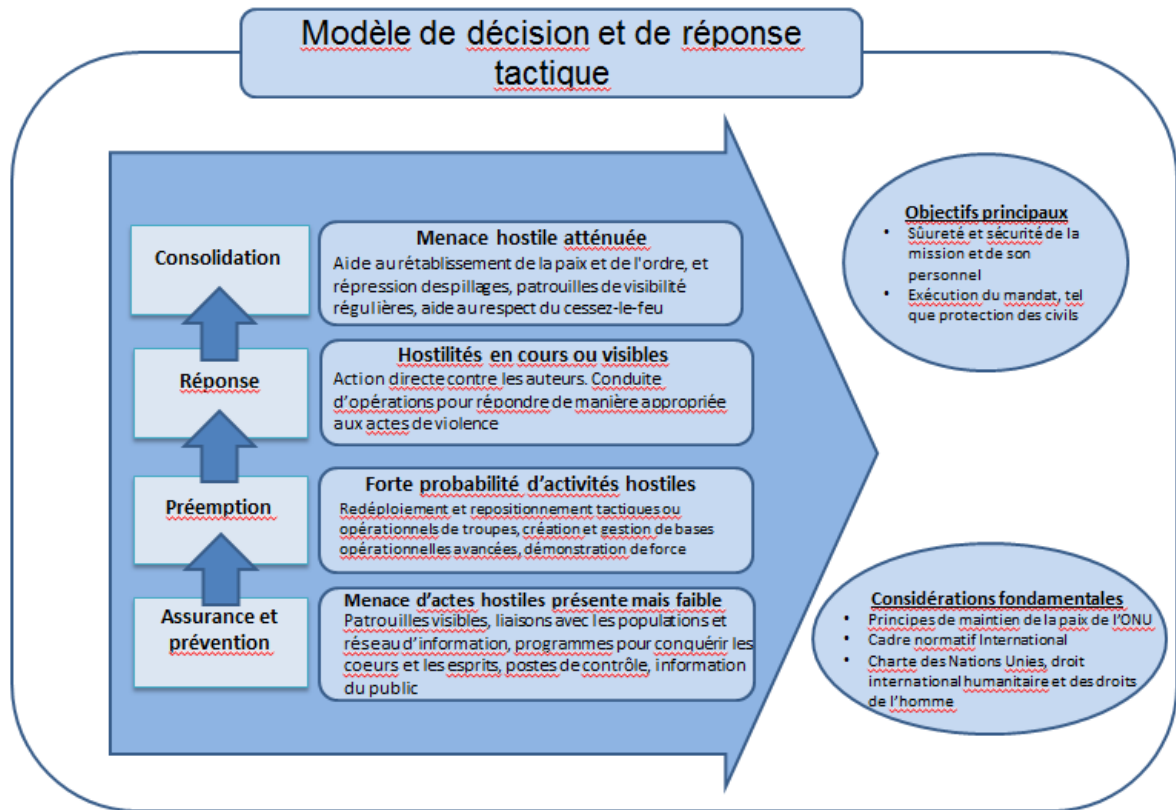 Modèle de décision et de réponse
tactique
Consolidation
Menace hostile atténuée
Aide au rétablissement de la paix et de l'ordre, et
répression despillages, patrouilles de visibilité
régulières, aide au respect du cessez-le-feu
Réponse
Hostilités en cours ou visibles
Action directe contre les auteurs. Conduite
d’opérations pour répondre de manière appropriée
aux actes de violence
Préemption
Forte probabilité d’activités hostiles
Redéploiement et repositionnement tactiques ou
opérationnels de troupes, création et gestion de bases
opérationnelles avancées, démonstration de force
Assurance et
prévention
Menace d’actes hostiles présente mais faible
Patrouilles visibles, liaisons avec les populations et
réseau d’information, programmes pour conquérir les
coeurs et les esprits, postes de contrôle, information
du public
Objectifs principaux
• Sûureté et sécurité de la
mission et de son
personnel
• Exécution du mandat, tel
que protection des civils
Considérations fondamentales
• Principes de maintien de la paix de l’ONU
• Cadre normatif International
• Charte des Nations Unies, droit
international humanitaire et des droits
de l’homme